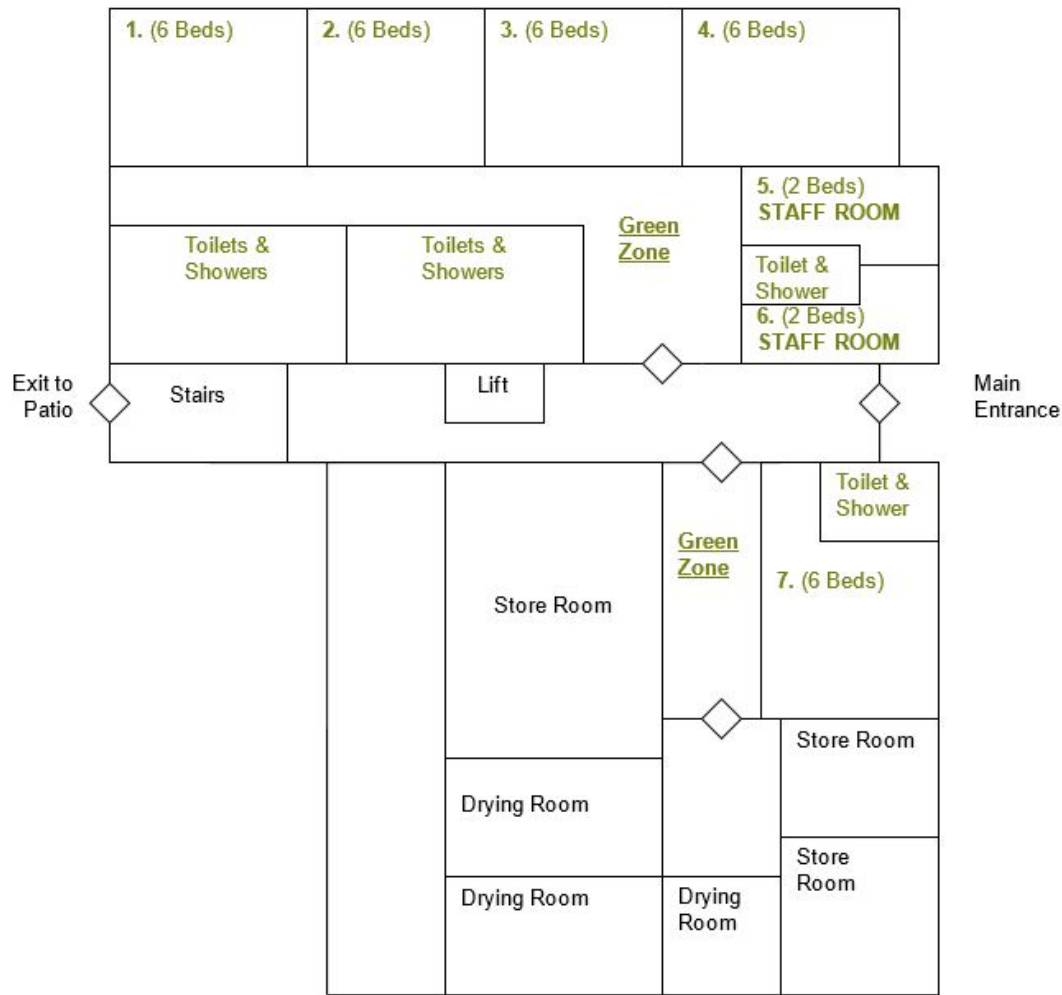 1. (6 Beds)
2. (6 Beds)
3. (6 Beds)
4. (6 Beds)
5. (2 Beds)
STAFF ROOM
Green
Zone
Toilets &
Showers
Toilets &
Showers
Toilet &
Shower
6. (2 Beds)
STAFF ROOM
Exit to
Patio
Stairs
Lift
Main
Entrance
Toilet &
Shower
Green
Zone
7. (6 Beds)
Store Room
Store Room
Drying Room
Store
Room
Drying Room
Drying
Room